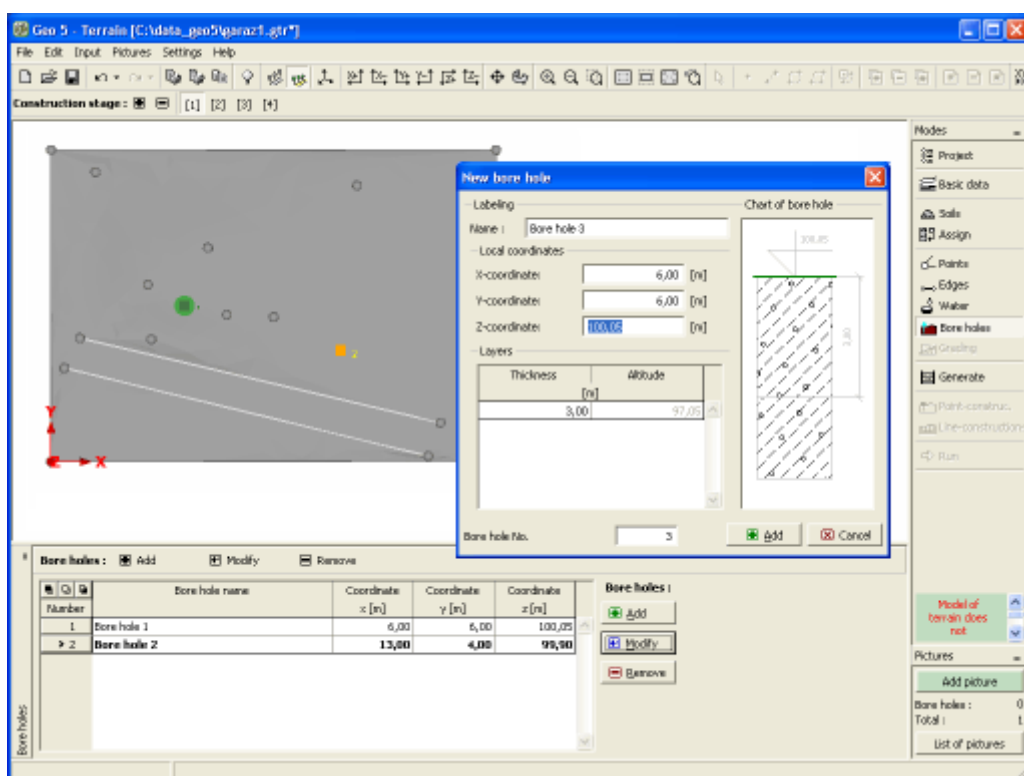 Geo 5 - Terrain [C:\data_geo5\garaz1.gtr*]
File Edit Input Pictures Settings Help
Construction stage : [1] [2] [3] [4]
Modes
Project
Basic data
Soils
Assign
Points
Edges
Water
Bore holes
Grading
Generate
Point-construc.
Line-construction
Run
Y
X
2
New bore hole
Labeling
Name : Bore hole 3
Local coordinates
X-coordinate: 6,00 [m]
Y-coordinate: 6,00 [m]
Z-coordinate: 100,05 [m]
Layers
Thickness Altitude
[m]
3,00 97,05
Chart of bore hole
100,05
Bore hole No. 3
Add Cancel
Bore holes : Add Modify Remove
Number Bore hole name Coordinate x [m] Coordinate y [m] Coordinate z [m]
1 Bore hole 1 6,00 6,00 100,05
2 Bore hole 2 13,00 4,00 99,90
Bore holes :
Add
Modify
Remove
Bore holes
Model of
terrain does
not
Pictures
Add picture
Bore holes : 0
Total : 1
List of pictures